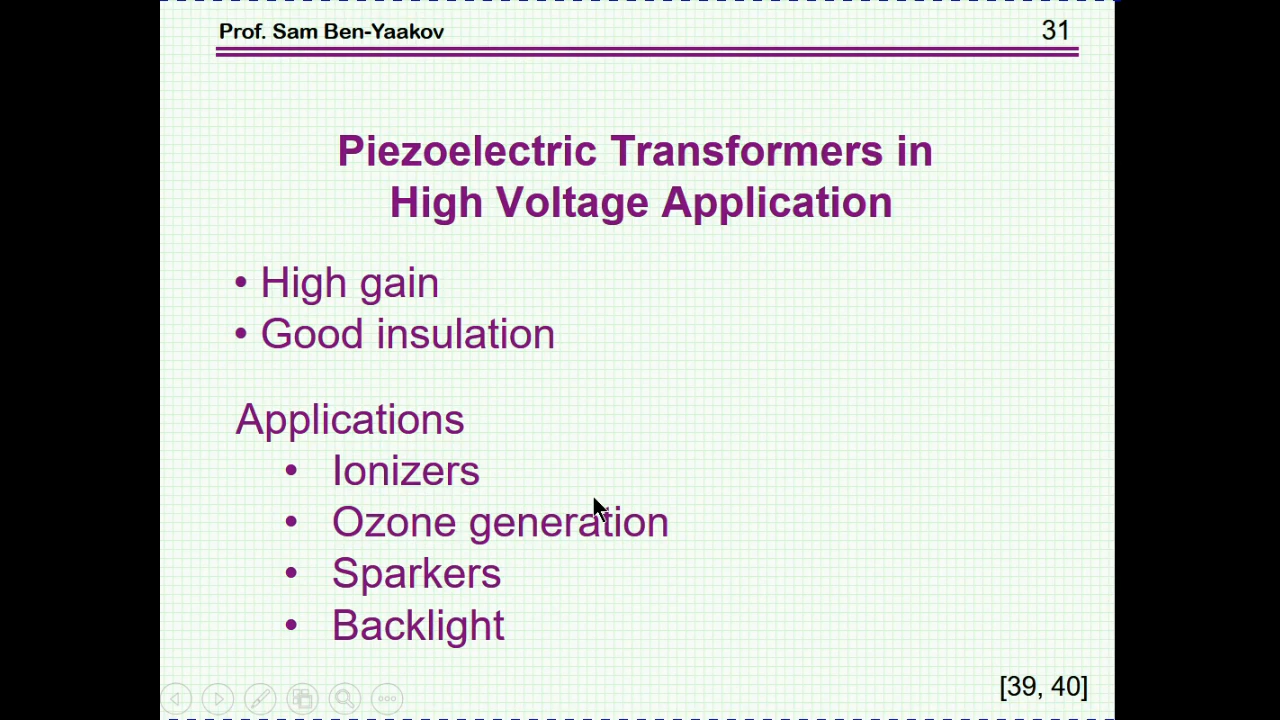 Prof. Sam Ben-Yaakov
31
Piezoelectric Transformers in
High Voltage Application
• High gain
• Good insulation
Applications
• Ionizers
• Ozone generation
• Sparkers
• Backlight
[39, 40]